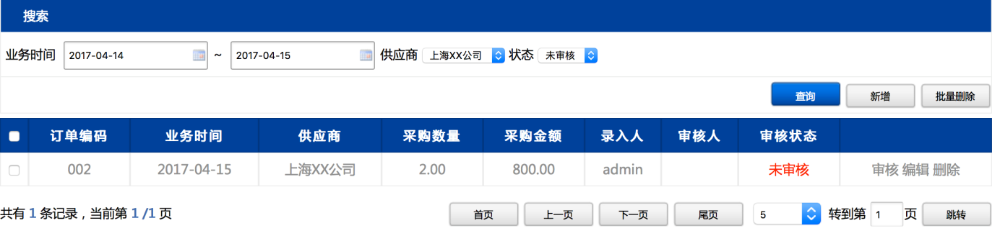 搜索
业务时间 2017-04-14 ~ 2017-04-15 供应商 上海XX公司 状态 未审核
查询 新增 批量删除
订单编码 业务时间 供应商 采购数量 采购金额 录入人 审核人 审核状态
002 2017-04-15 上海XX公司 2.00 800.00 admin 未审核 审核 编辑 删除
共有 1 条记录，当前第 1 /1 页 首页 上一页 下一页 尾页 5 转到第 1 页 跳转